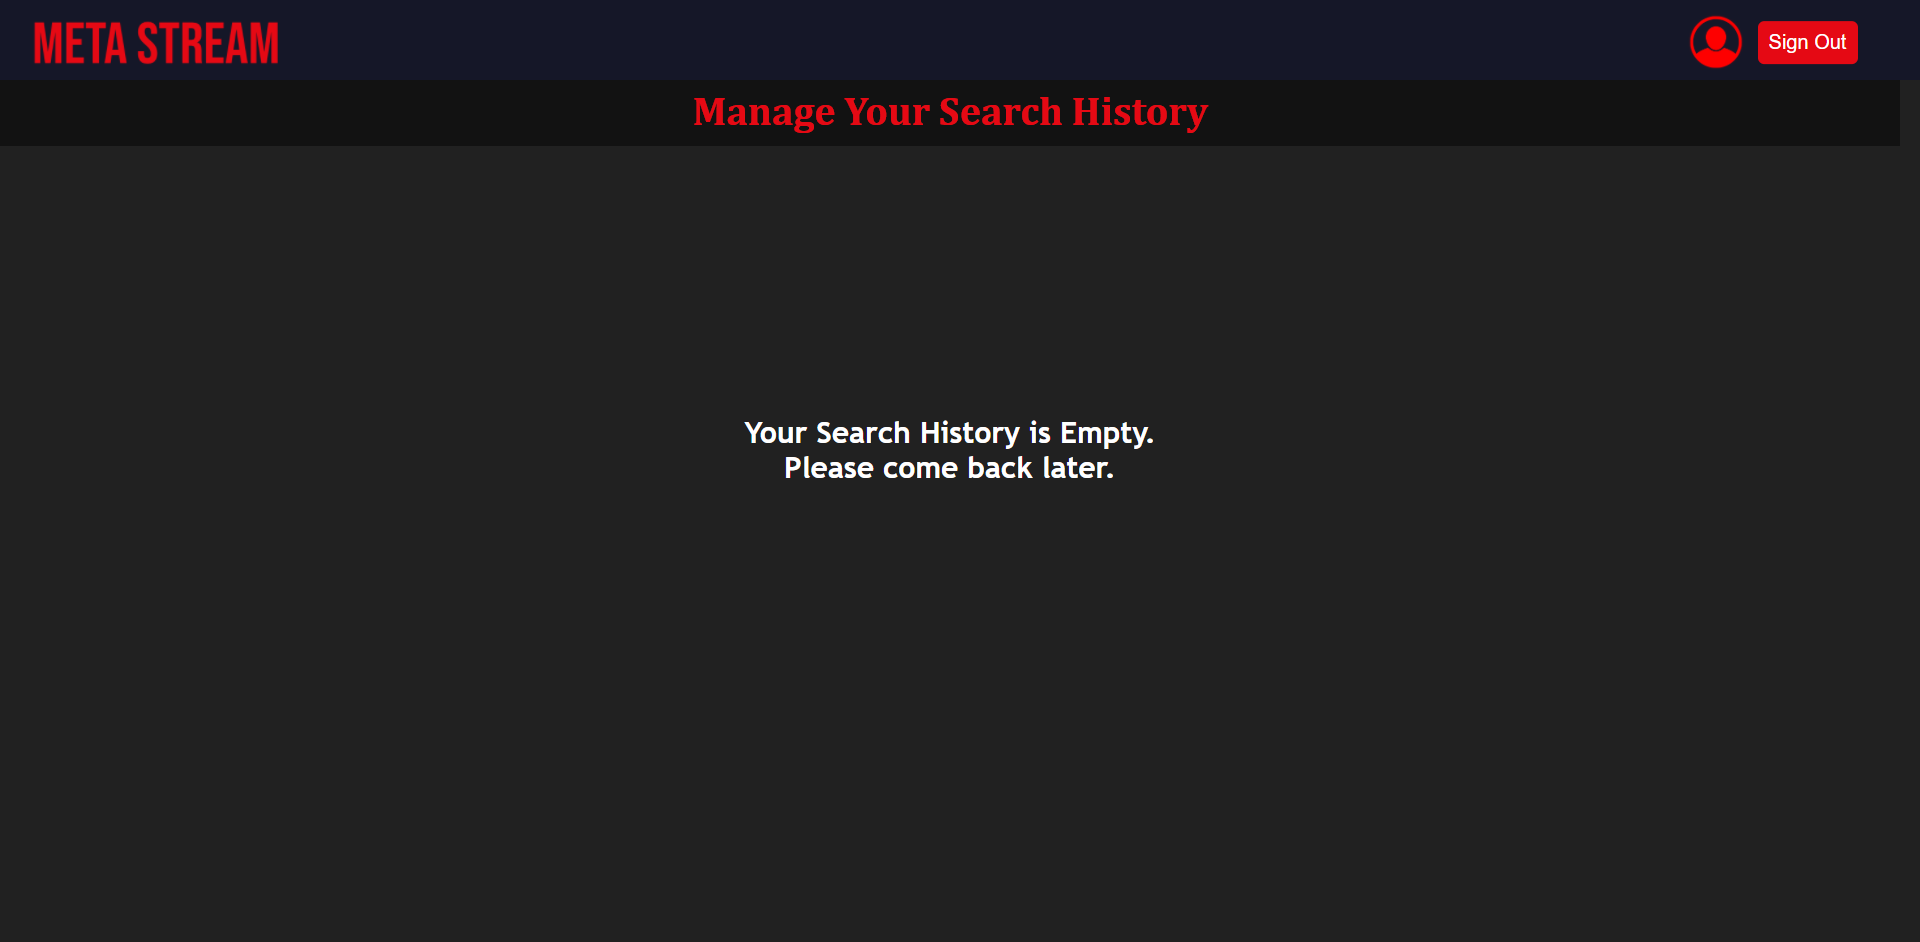 META STREAM
Sign Out
Manage Your Search History
Your Search History is Empty.
Please come back later.